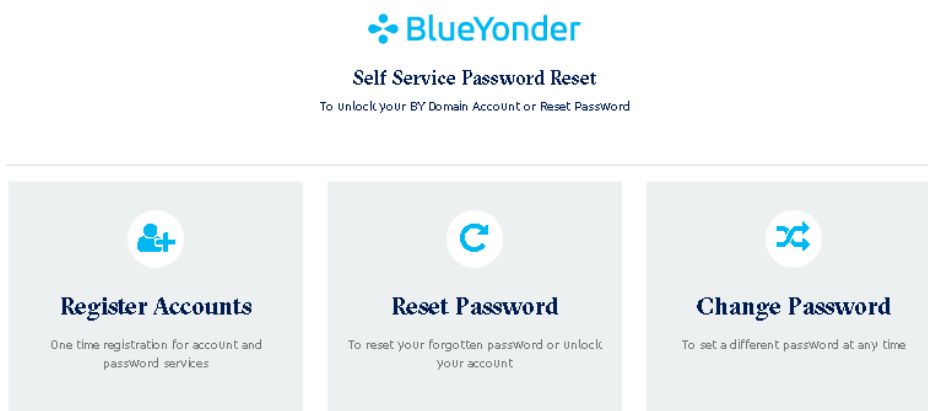 BlueYonder
Self Service Password Reset
To unlock your BY Domain Account or Reset Password
Register Accounts
One time registration for account and
password services
Reset Password
To reset your forgotten password or unlock
your account
Change Password
To set a different password at any time